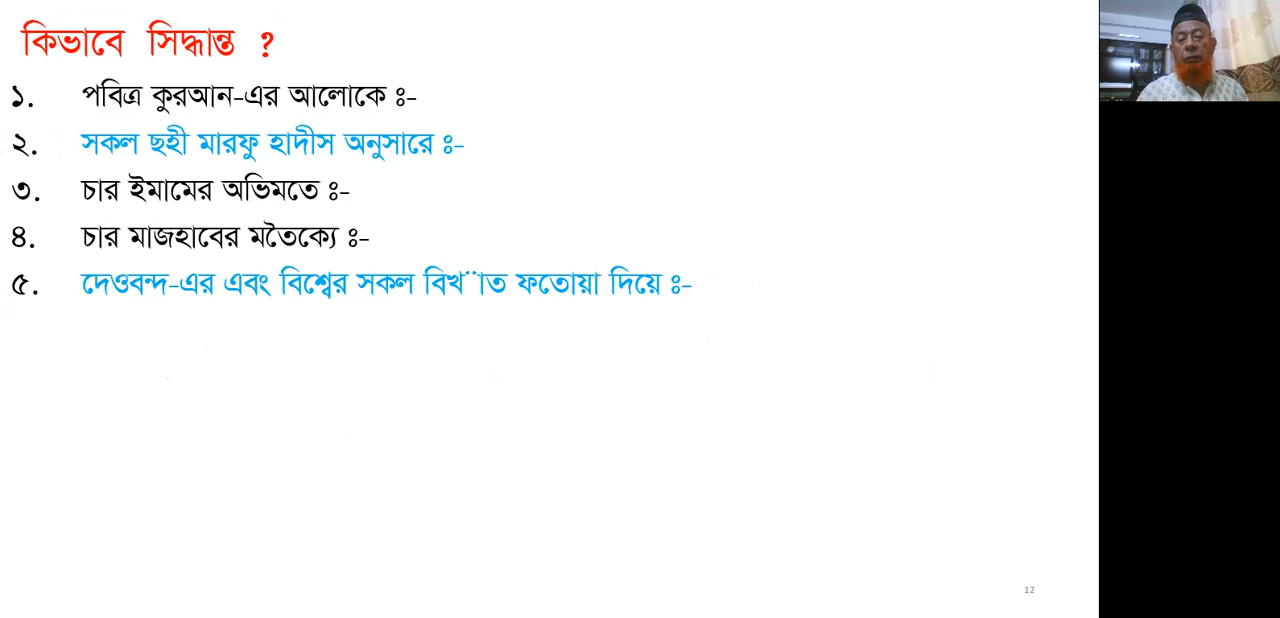 কিভাবে সিদ্ধান্ত ?
১. পবিত্র কুরআন-এর আলোকে ঃ-
২. সকল ছহী মারফু হাদীস অনুসারে ঃ-
৩. চার ইমামের অভিমতে ঃ-
৪. চার মাজহাবের মতৈক্যে ঃ-
৫. দেওবন্দ-এর এবং বিশ্বের সকল বিখ¨াত ফতোয়া দিয়ে ঃ-
12